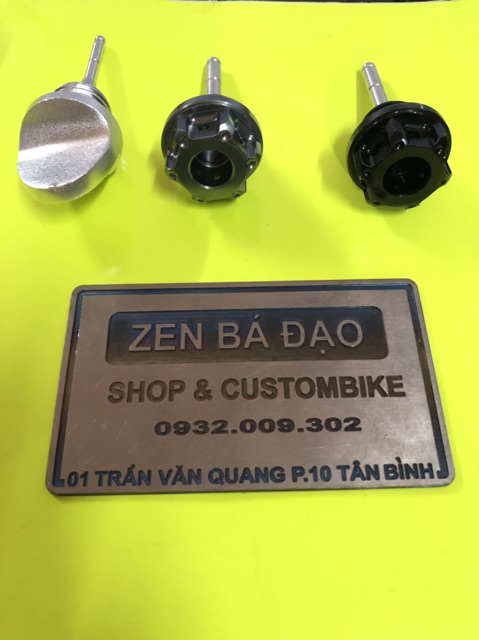 ZEN BÁ ĐẠO
SHOP & CUSTOMBIKE
0932.009.302
01 TRẦN VĂN QUANG P.10 TÂN BÌNH